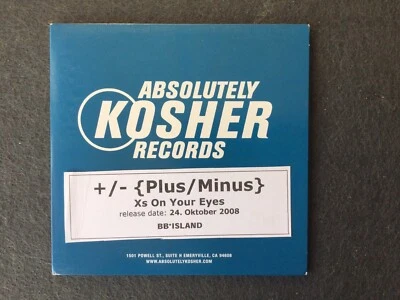 ABSOLUTELY
KOSHER
RECORDS
+/- {Plus/Minus}
Xs On Your Eyes
release date: 24. Oktober 2008
BB*ISLAND
1501 POWELL ST., SUITE H EMERYVILLE, CA 94608
WWW.ABSOLUTELYKOSHER.COM